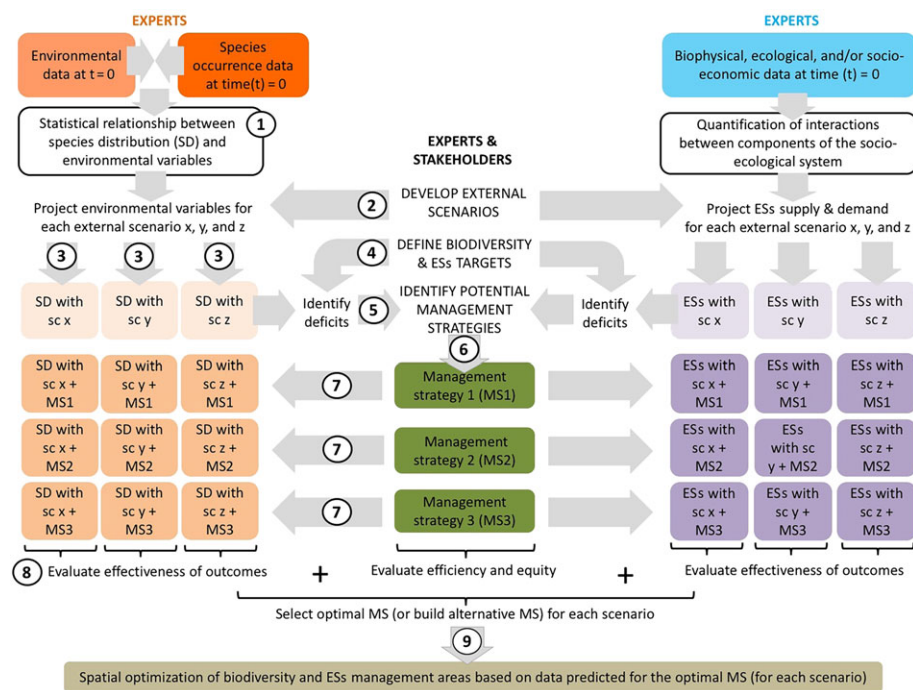 EXPERTS
EXPERTS
Environmental
data at t = 0
Species
occurrence data
at time(t) = 0
Biophysical, ecological, and/or socio-
economic data at time (t) = 0
Statistical relationship between
species distribution (SD) and
environmental variables
1
EXPERTS &
STAKEHOLDERS
Quantification of interactions
between components of the
socio-
ecological system
Project environmental variables for
each external scenario x, y, and z
2
DEVELOP EXTERNAL
SCENARIOS
Project ESs supply & demand
for each external scenario x, y, and z
3
3
3
4
DEFINE BIODIVERSITY
& ESs TARGETS
SD with
sc x
SD with
sc y
SD with
sc z
Identify
deficits
5
IDENTIFY POTENTIAL
MANAGEMENT
STRATEGIES
Identify
deficits
ESs with
sc x
ESs with
sc y
ESs with
sc z
6
SD with
sc x +
MS1
SD with
sc y +
MS1
SD with
sc z +
MS1
7
Management
strategy 1 (MS1)
ESs with
sc x +
MS1
ESs with
sc y +
MS1
ESs with
sc z +
MS1
SD with
sc x +
MS2
SD with
sc y +
MS2
SD with
sc z +
MS2
7
Management
strategy 2 (MS2)
ESs with
sc x +
MS2
ESs
with sc
y + MS2
ESs with
sc z +
MS2
SD with
sc x +
MS3
SD with
sc y +
MS3
SD with
sc z +
MS3
7
Management
strategy 3 (MS3)
ESs with
sc x +
MS3
ESs with
sc y +
MS3
ESs with
sc z +
MS3
8
Evaluate effectiveness of outcomes
+
Evaluate efficiency and equity
+
Evaluate effectiveness of outcomes
Select optimal MS (or build alternative MS) for each scenario
9
Spatial optimization of biodiversity and ESs management areas based on data predicted for the optimal MS (for each scenario)